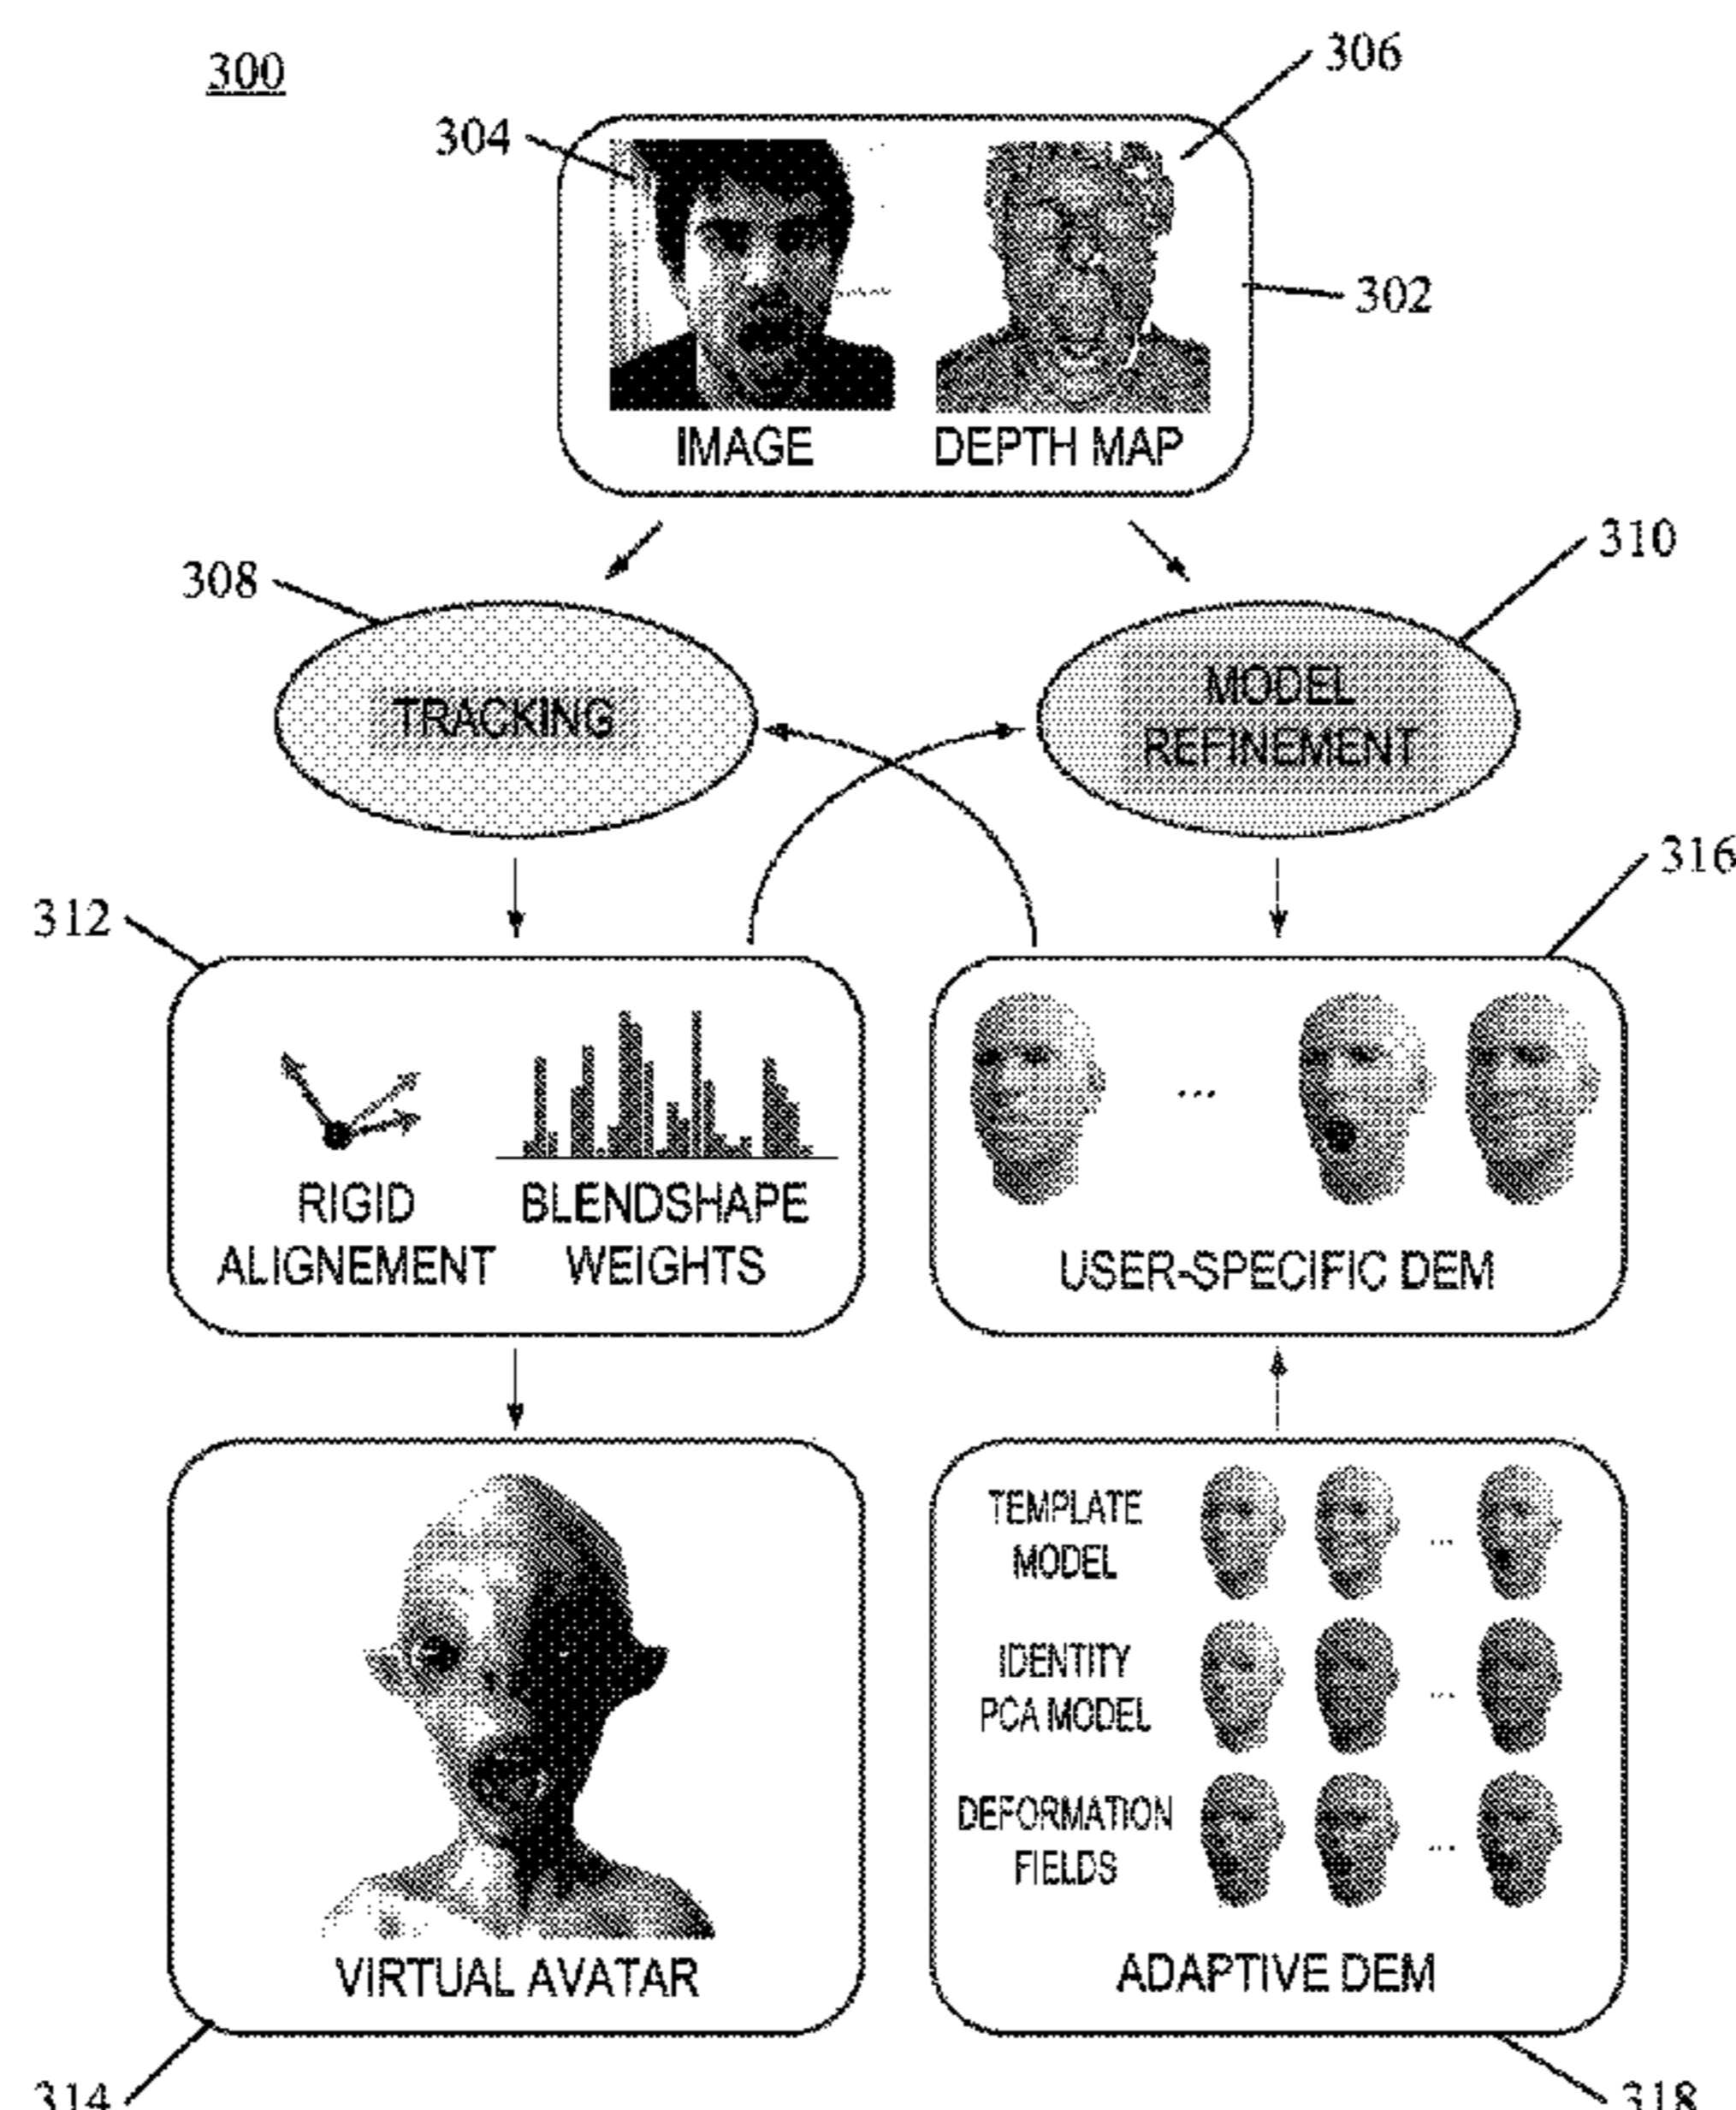 300
306
304
302
IMAGE DEPTH MAP
310
308
TRACKING
MODEL
REFINEMENT
316
312
RIGID
ALIGNEMENT
BLENDSHAPE
WEIGHTS
...
USER-SPECIFIC DEM
TEMPLATE
MODEL
...
IDENTITY
PCA MODEL
...
DEFORMATION
FIELDS
...
VIRTUAL AVATAR
ADAPTIVE DEM
314
318